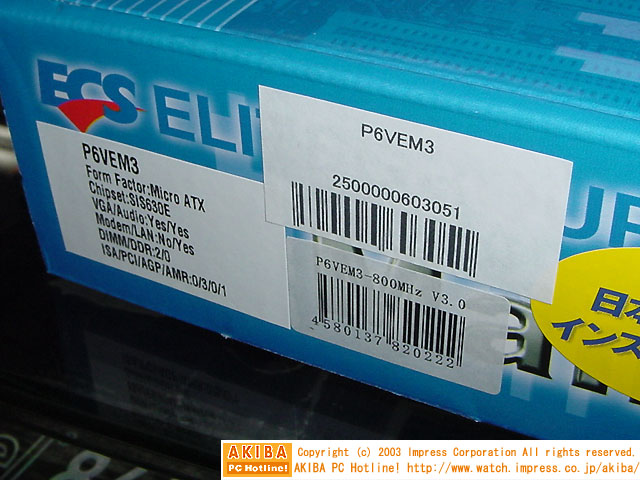 ECS ELIT
P6VEM3
Form Factor:Micro ATX
Chipset:SIS630E
VGA/Audio:Yes/Yes
Modem/LAN:No/Yes
DIMM/DDR:2/0
ISA/PCI/AGP/AMR:0/3/0/1
P6VEM3
2500000603051
P6VEM3-800MHz V3.0
4580137820222
UR
日本
インス
AKIBA
PC Hotline!
Copyright (c) 2003 Impress Corporation All rights reserved.
AKIBA PC Hotline! http://www.watch.impress.co.jp/akiba/